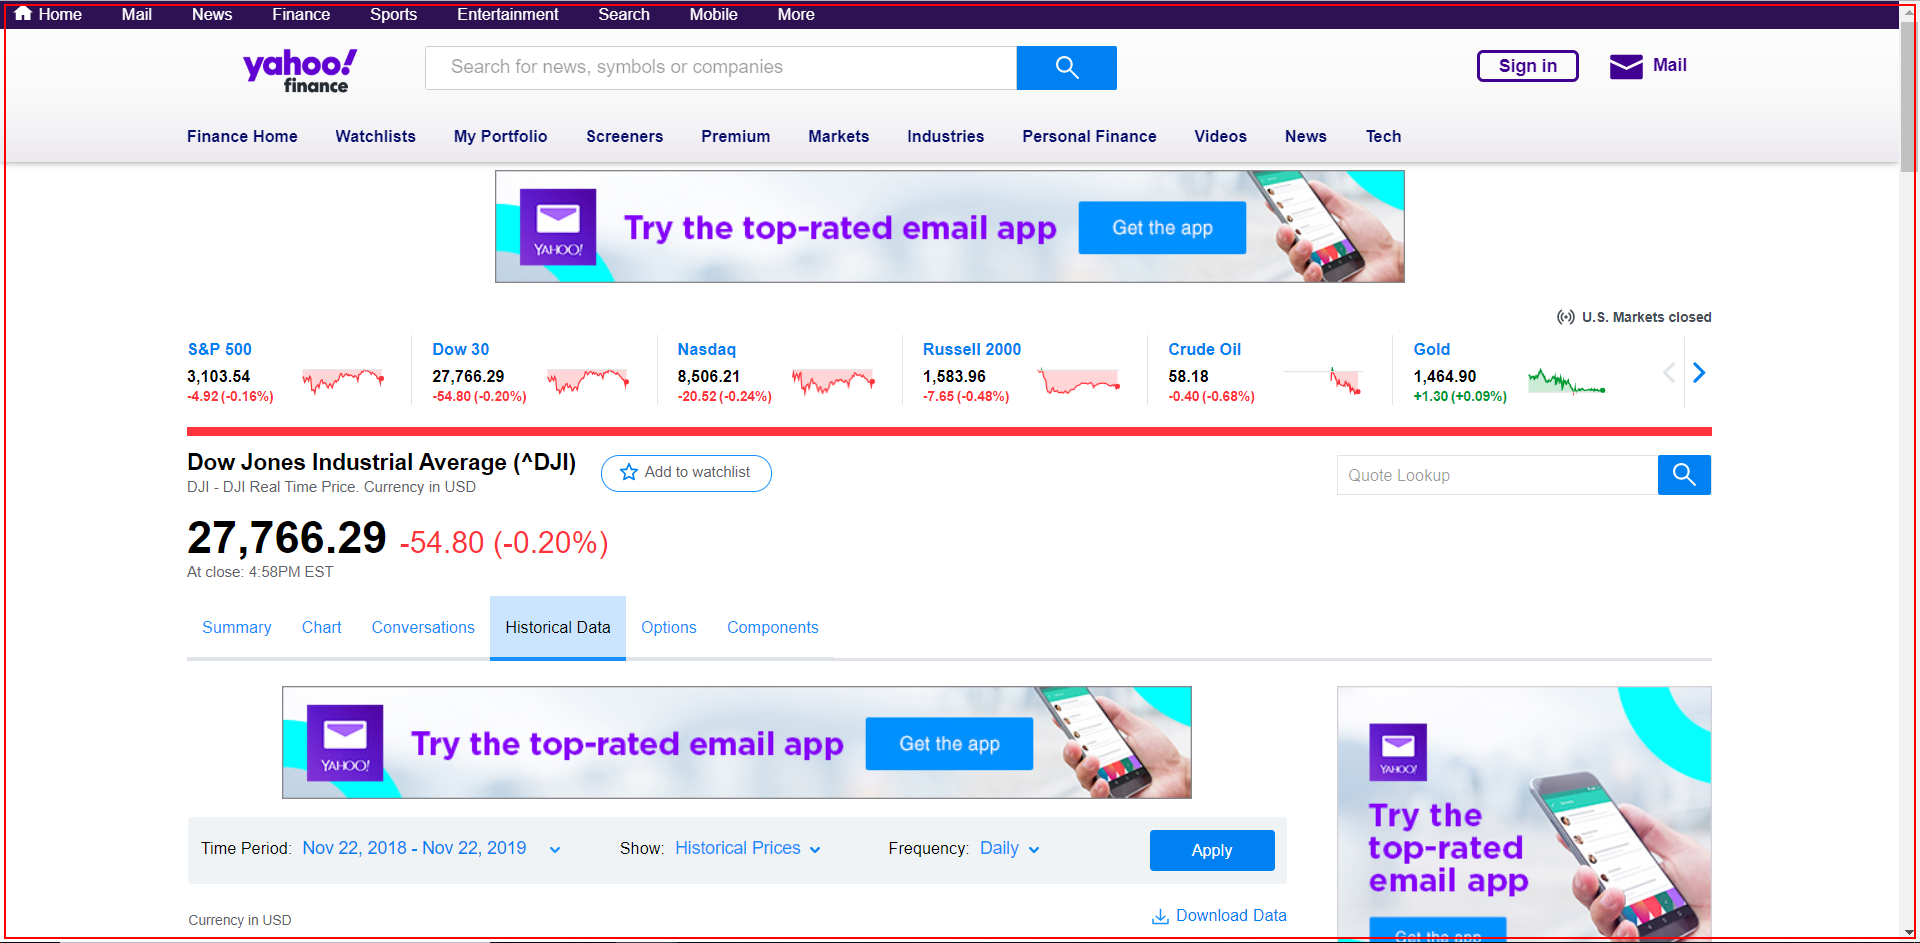 Home Mail News Finance Sports Entertainment Search Mobile More
yahoo!
finance
Search for news, symbols or companies
Sign in
Mail
Finance Home Watchlists My Portfolio Screeners Premium Markets Industries Personal Finance Videos News Tech
YAHOO!
Try the top-rated email app
Get the app
U.S. Markets closed
S&P 500
3,103.54
-4.92 (-0.16%)
Dow 30
27,766.29
-54.80 (-0.20%)
Nasdaq
8,506.21
-20.52 (-0.24%)
Russell 2000
1,583.96
-7.65 (-0.48%)
Crude Oil
58.18
-0.40 (-0.68%)
Gold
1,464.90
+1.30 (+0.09%)
Dow Jones Industrial Average (^DJI)
Add to watchlist
DJI - DJI Real Time Price. Currency in USD
Quote Lookup
27,766.29 -54.80 (-0.20%)
At close: 4:58PM EST
Summary Chart Conversations Historical Data Options Components
YAHOO!
Try the top-rated email app
Get the app
YAHOO!
Try the
top-rated
email app
Get the app
Time Period: Nov 22, 2018 - Nov 22, 2019 Show: Historical Prices Frequency: Daily Apply
Currency in USD
Download Data